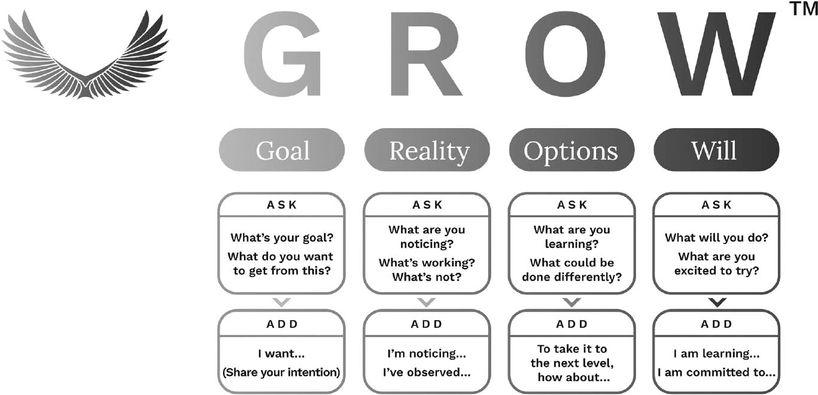 GROW™
Goal
Reality
Options
Will
ASK
What's your goal?
What do you want
to get from this?
ASK
What are you
noticing?
What's working?
What's not?
ASK
What are you
learning?
What could be
done differently?
ASK
What will you do?
What are you
excited to try?
ADD
I want...
(Share your intention)
ADD
I'm noticing...
I've observed...
ADD
To take it to
the next level,
how about...
ADD
I am learning...
I am committed to...